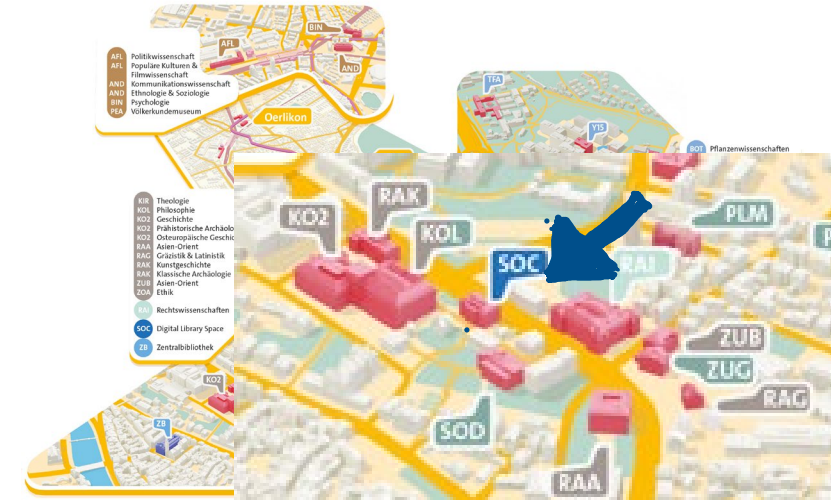 BIN
AFL
AND
AFL Politikwissenschaft
AFL Populäre Kulturen &
Filmwissenschaft
AND Kommunikationswissenschaft
AND Ethnologie & Soziologie
BIN Psychologie
PEA Völkerkundemuseum
Oerlikon
TFA
Y15
BOT Pflanzenwissenschaften
KIR Theologie
KOL Philosophie
KO2 Geschichte
KO2 Prähistorische Archäolo
KO2 Osteuropäische Geschic
RAA Asien-Orient
RAG Gräzistik & Latinistik
RAK Kunstgeschichte
RAK Klassische Archäologie
ZUB Asien-Orient
ZOA Ethik
RAI Rechtswissenschaften
SOC Digital Library Space
ZB Zentralbibliothek
KO2
ZB
RAK
KO2
KOL
PLM
SOC
RAI
ZUB
ZUG
RAG
SOD
RAA